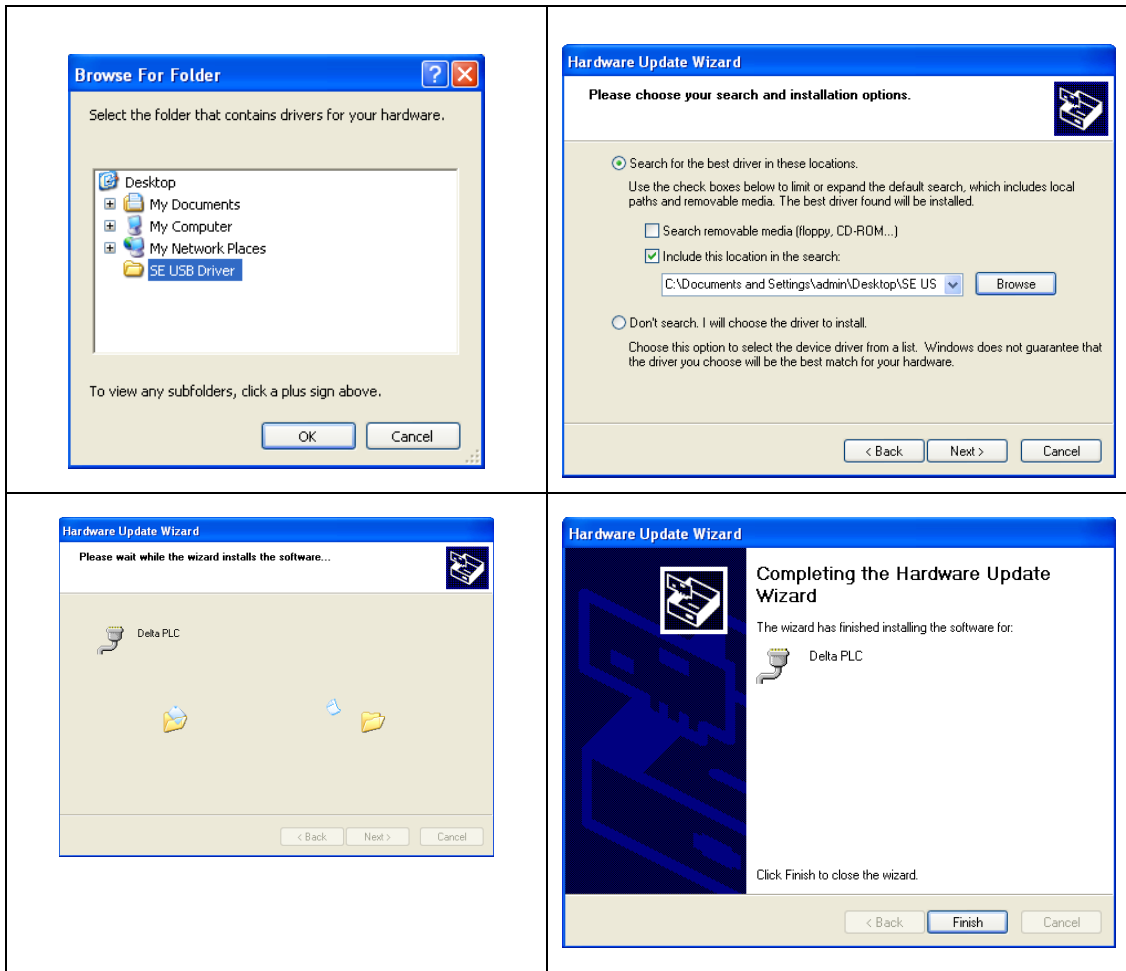 Browse For Folder
Select the folder that contains drivers for your hardware.
Desktop
My Documents
My Computer
My Network Places
SE USB Driver
To view any subfolders, click a plus sign above.
OK Cancel
Hardware Update Wizard
Please choose your search and installation options.
Search for the best driver in these locations.
Use the check boxes below to limit or expand the default search, which includes local
paths and removable media. The best driver found will be installed.
Search removable media (floppy, CD-ROM...)
Include this location in the search:
C:\Documents and Settings\admin\Desktop\SE US Browse
Don't search. I will choose the driver to install.
Choose this option to select the device driver from a list. Windows does not guarantee that
the driver you choose will be the best match for your hardware.
< Back Next > Cancel
Hardware Update Wizard
Please wait while the wizard installs the software...
Delta PLC
< Back Next > Cancel
Hardware Update Wizard
Completing the Hardware Update
Wizard
The wizard has finished installing the software for:
Delta PLC
Click Finish to close the wizard.
< Back Finish Cancel